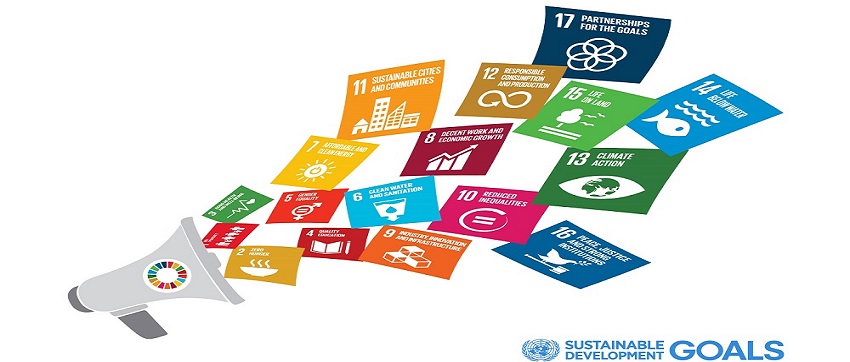 17 PARTNERSHIPS
FOR THE GOALS
11 SUSTAINABLE CITIES
AND COMMUNITIES
12 RESPONSIBLE
CONSUMPTION
AND PRODUCTION
15 LIFE
ON LAND
14 LIFE
BELOW WATER
7 AFFORDABLE AND
CLEAN ENERGY
8 DECENT WORK AND
ECONOMIC GROWTH
13 CLIMATE
ACTION
3
5 GENDER
EQUALITY
6 CLEAN WATER
AND SANITATION
10 REDUCED
INEQUALITIES
2 ZERO
HUNGER
4 QUALITY
EDUCATION
9 INDUSTRY, INNOVATION
AND INFRASTRUCTURE
16 PEACE, JUSTICE
AND STRONG
INSTITUTIONS
SUSTAINABLE
DEVELOPMENT GOALS